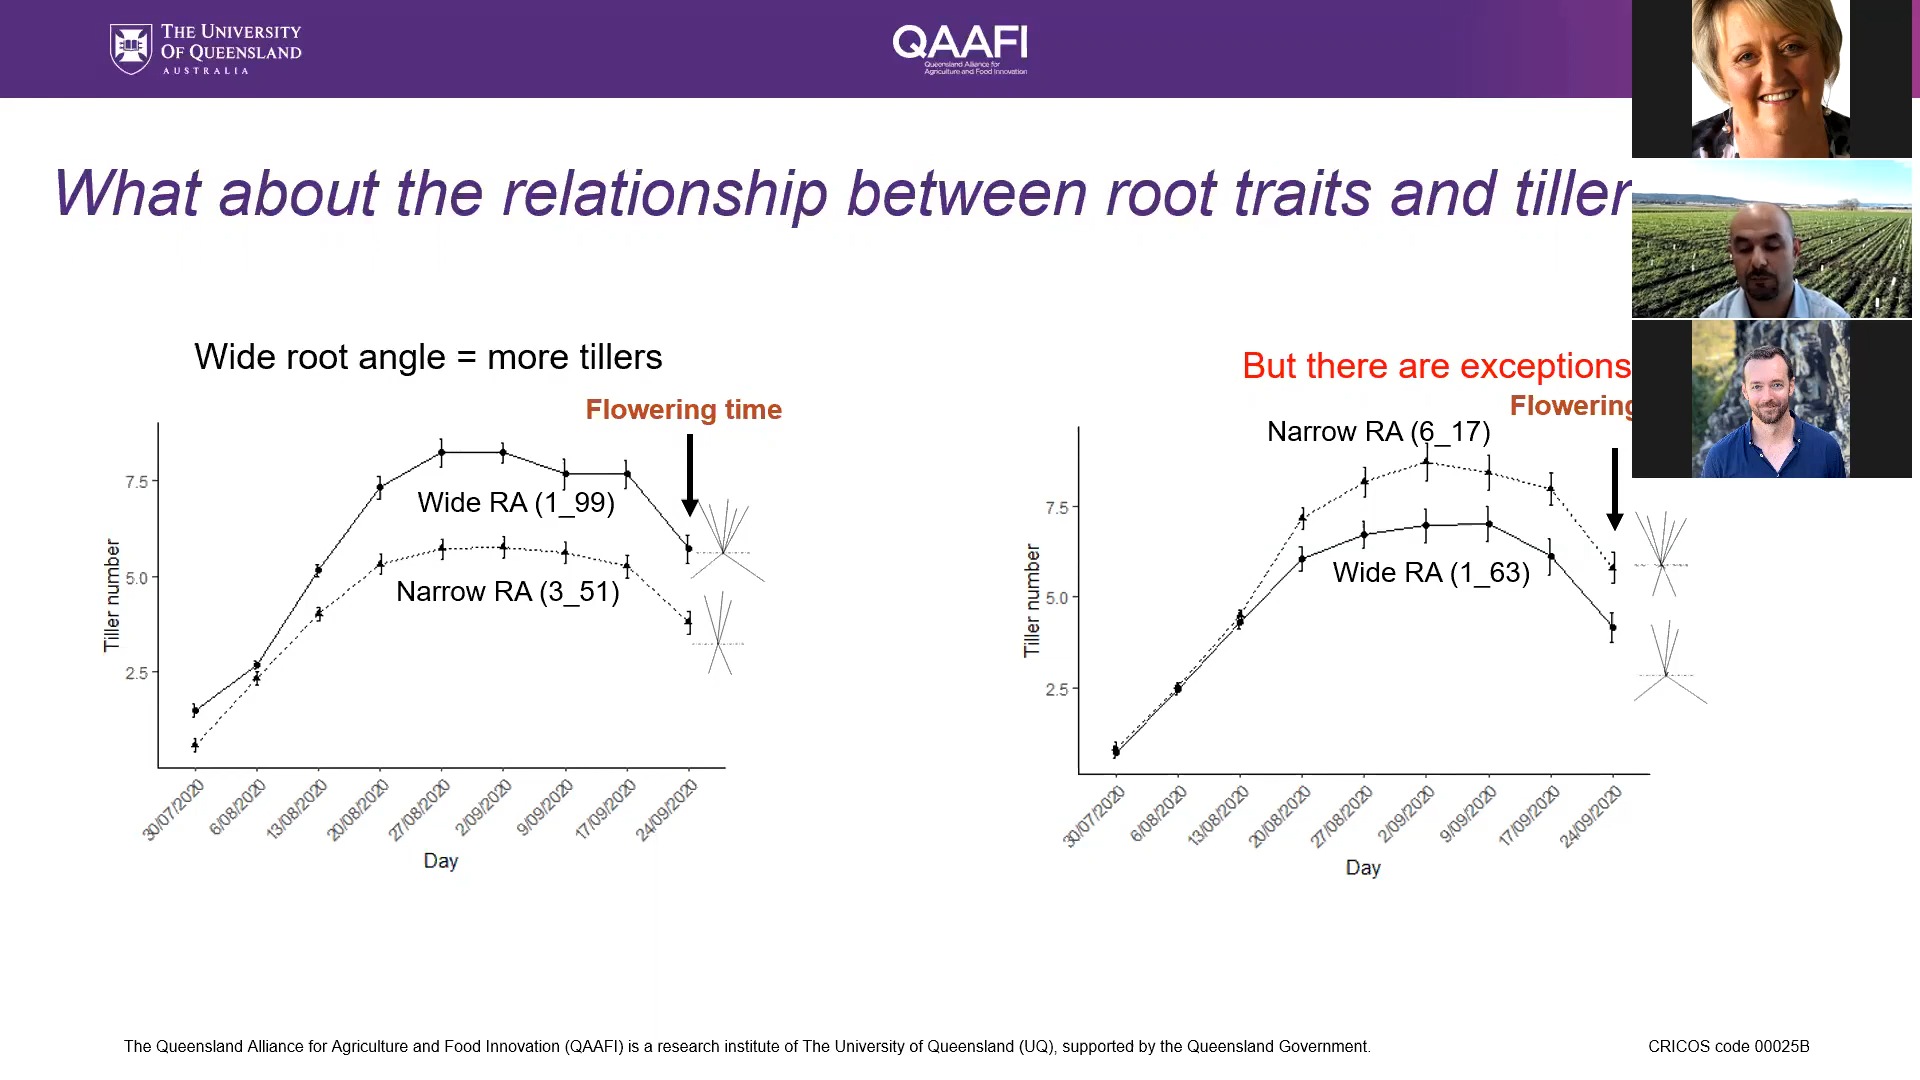 THE UNIVERSITY
OF QUEENSLAND
AUSTRALIA
QAAFI
Queensland Alliance for
Agriculture and Food Innovation
What about the relationship between root traits and tiller
Wide root angle = more tillers
Flowering time
7.5
5.0
2.5
Tiller number
Wide RA (1_99)
Narrow RA (3_51)
30/07/2020
6/08/2020
13/08/2020
20/08/2020
27/08/2020
2/09/2020
9/09/2020
17/09/2020
24/09/2020
Day
But there are exceptions
Flowering
Narrow RA (6_17)
7.5
5.0
2.5
Tiller number
Wide RA (1_63)
30/07/2020
6/08/2020
13/08/2020
20/08/2020
27/08/2020
2/09/2020
9/09/2020
17/09/2020
24/09/2020
Day
The Queensland Alliance for Agriculture and Food Innovation (QAAFI) is a research institute of The University of Queensland (UQ), supported by the Queensland Government.
CRICOS code 00025B